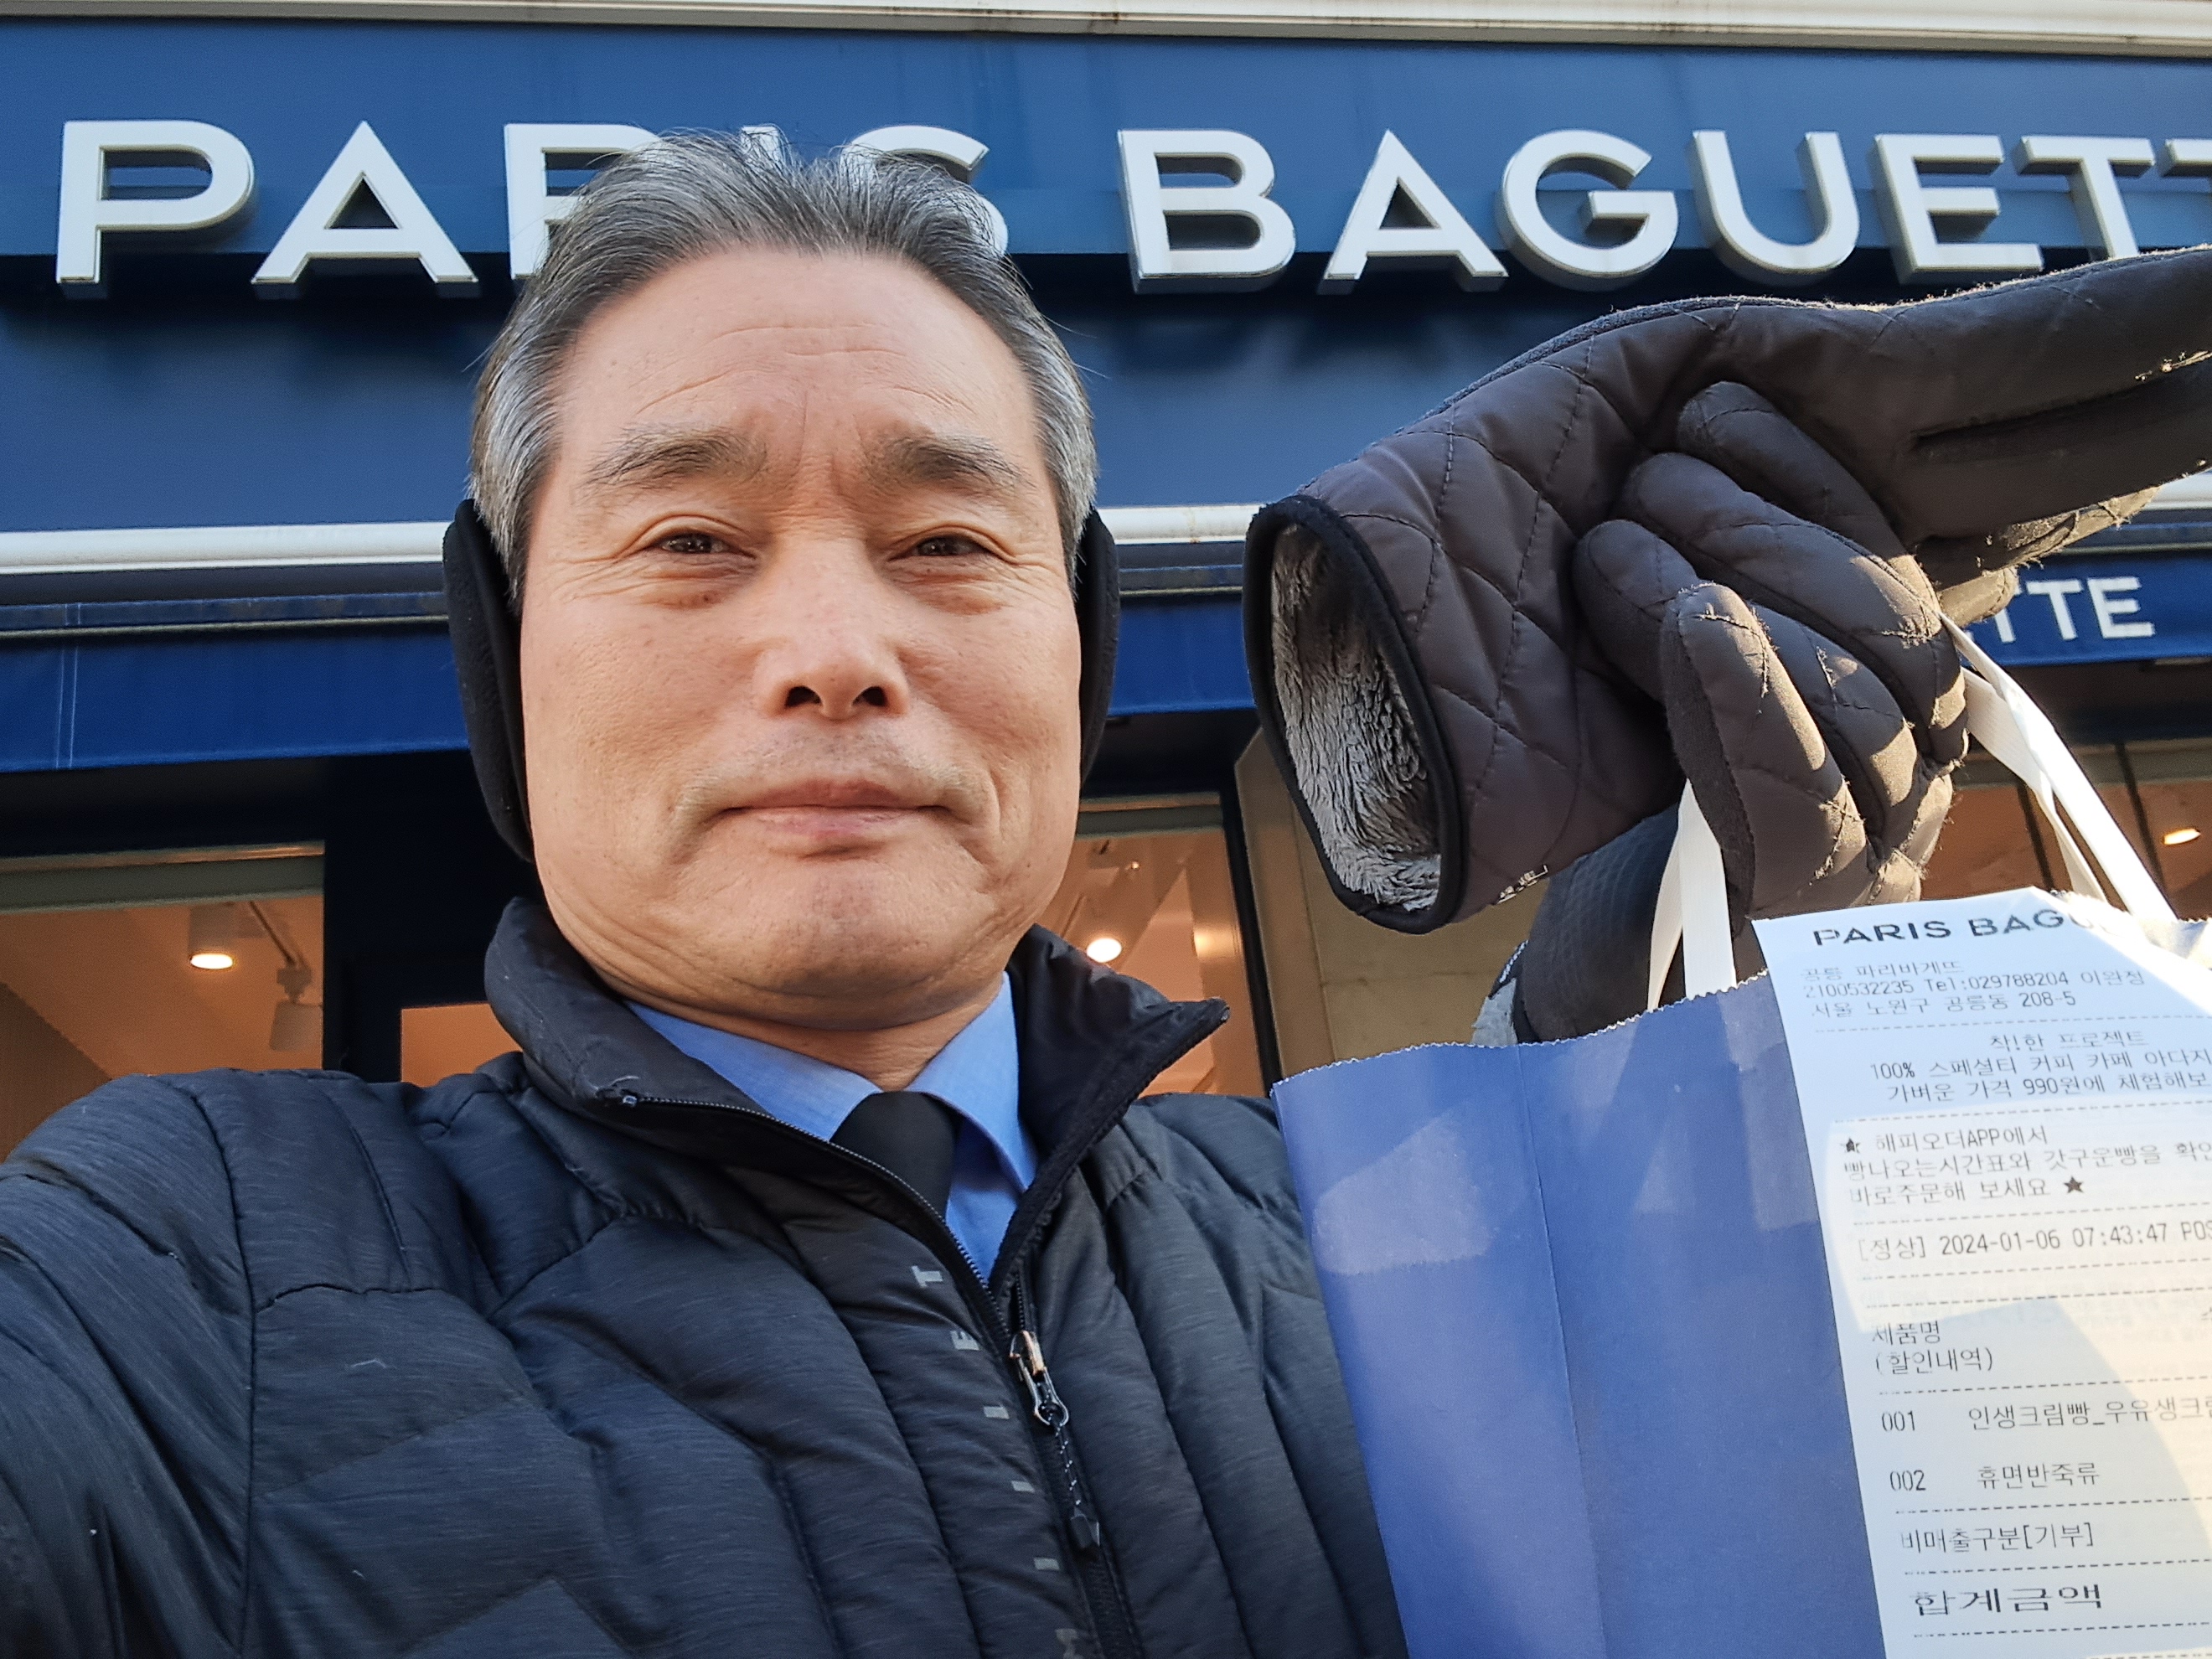 PARIS BAGUETT
TTE
PARIS BAGU
공릉 파리바게뜨
2100532235 Tel:029788204 이완정
서울 노원구 공릉동 208-5
착!한 프로젝트
100% 스페셜티 커피 카페 아다지
가벼운 가격 990원에 체험해보
★ 해피오더APP에서
빵나오는시간표와 갓구운빵을 확인
바로주문해 보세요 ★
[정상] 2024-01-06 07:43:47 POS
제품명
(할인내역)
001 인생크림빵_우유생크림
002 휴면반죽류
비매출구분[기부]
합계금액